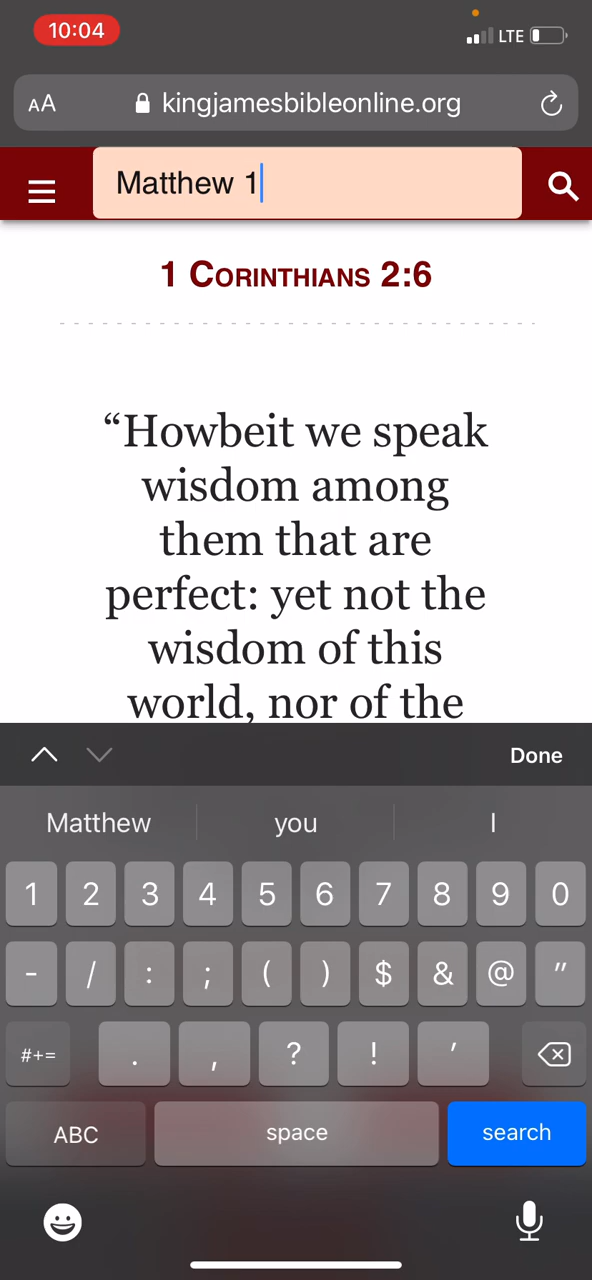 10:04
LTE
AA kingjamesbibleonline.org
Matthew 1
1 Corinthians 2:6
“Howbeit we speak
wisdom among
them that are
perfect: yet not the
wisdom of this
world, nor of the
Done
Matthew you I
1 2 3 4 5 6 7 8 9 0
- / : ; ( ) $ & @ "
#+= . , ? ! '
ABC space search